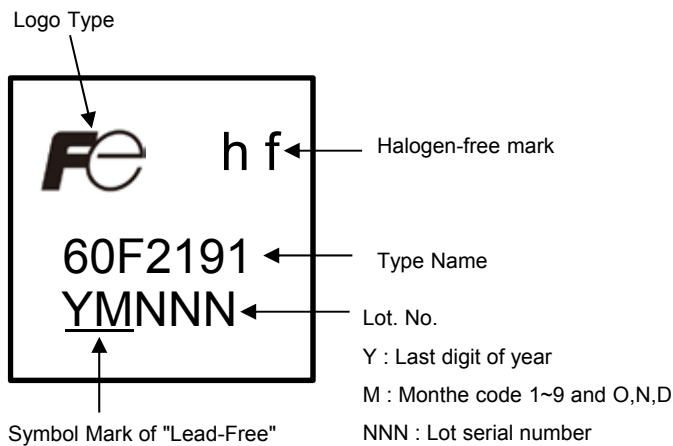 Logo Type
Fe
h f
Halogen-free mark
60F2191
Type Name
YMNNN
Lot. No.
Y : Last digit of year
M : Monthe code 1~9 and O,N,D
Symbol Mark of "Lead-Free"
NNN : Lot serial number